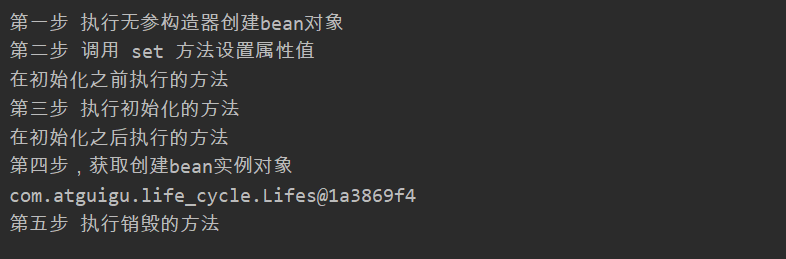 第一步 执行无参构造器创建bean对象
第二步 调用 set 方法设置属性值
在初始化之前执行的方法
第三步 执行初始化的方法
在初始化之后执行的方法
第四步，获取创建bean实例对象
com.atguigu.life_cycle.Lifes@1a3869f4
第五步 执行销毁的方法